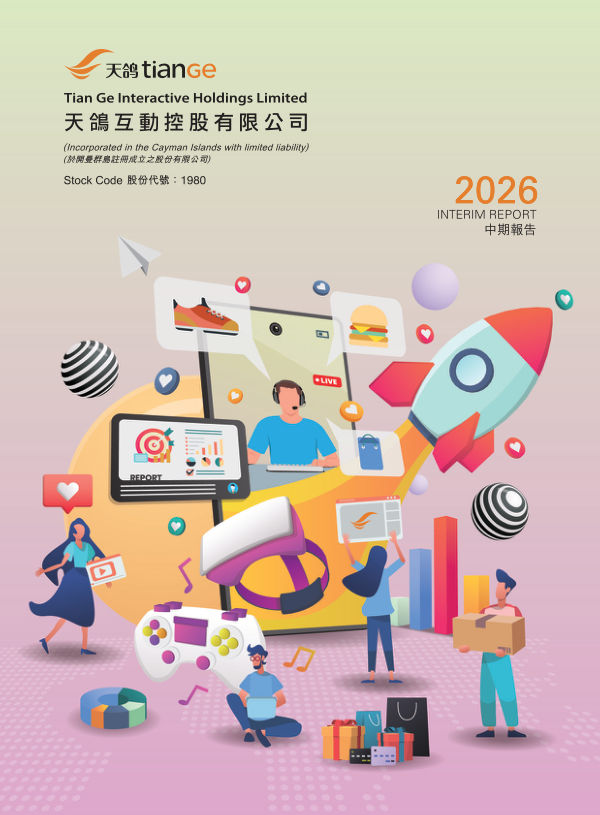 天鴿 tianGe
Tian Ge Interactive Holdings Limited
天鴿互動控股有限公司
(Incorporated in the Cayman Islands with limited liability)
(於開曼群島註冊成立之股份有限公司)
Stock Code 股份代號：1980
2026
INTERIM REPORT
中期報告
LIVE
REPORT